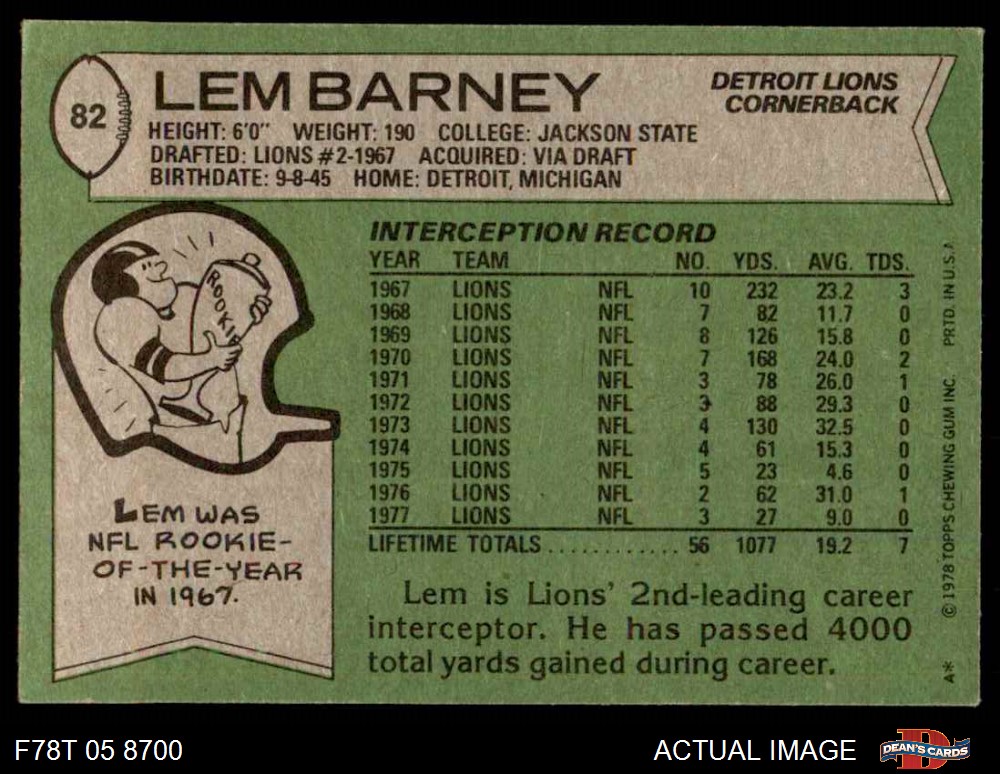 82
LEM BARNEY
DETROIT LIONS
CORNERBACK
HEIGHT: 6'0" WEIGHT: 190 COLLEGE: JACKSON STATE
DRAFTED: LIONS #2-1967 ACQUIRED: VIA DRAFT
BIRTHDATE: 9-8-45 HOME: DETROIT, MICHIGAN
ROOKIE
LEM WAS
NFL ROOKIE-
OF-THE-YEAR
IN 1967.
INTERCEPTION RECORD
YEAR TEAM NO. YDS. AVG. TDS.
1967 LIONS NFL 10 232 23.2 3
1968 LIONS NFL 7 82 11.7 0
1969 LIONS NFL 8 126 15.8 0
1970 LIONS NFL 7 168 24.0 2
1971 LIONS NFL 3 78 26.0 1
1972 LIONS NFL 3 88 29.3 0
1973 LIONS NFL 4 130 32.5 0
1974 LIONS NFL 4 61 15.3 0
1975 LIONS NFL 5 23 4.6 0
1976 LIONS NFL 2 62 31.0 1
1977 LIONS NFL 3 27 9.0 0
LIFETIME TOTALS............ 56 1077 19.2 7
Lem is Lions' 2nd-leading career
interceptor. He has passed 4000
total yards gained during career.
A* © 1978 TOPPS CHEWING GUM INC. PRTD. IN U.S.A
F78T 05 8700
ACTUAL IMAGE
DEAN'S CARDS